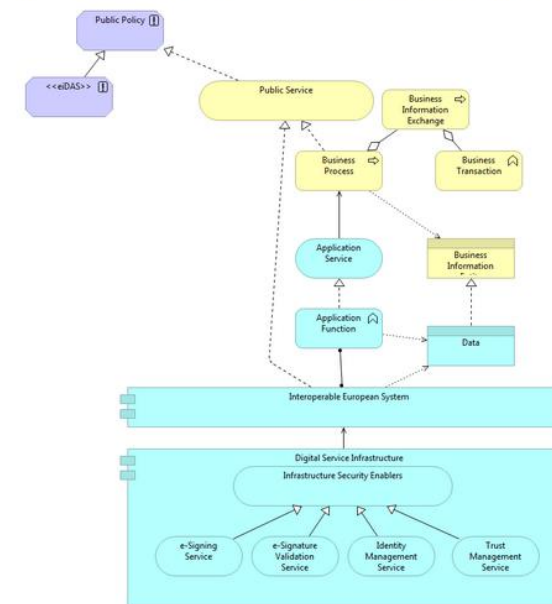 Public Policy
<<eiDAS>>
Public Service
Business
Information
Exchange
Business
Process
Business
Transaction
Application
Service
Business
Information
Application
Function
Data
Interoperable European System
Digital Service Infrastructure
Infrastructure Security Enablers
e-Signing
Service
e-Signature
Validation
Service
Identity
Management
Service
Trust
Management
Service